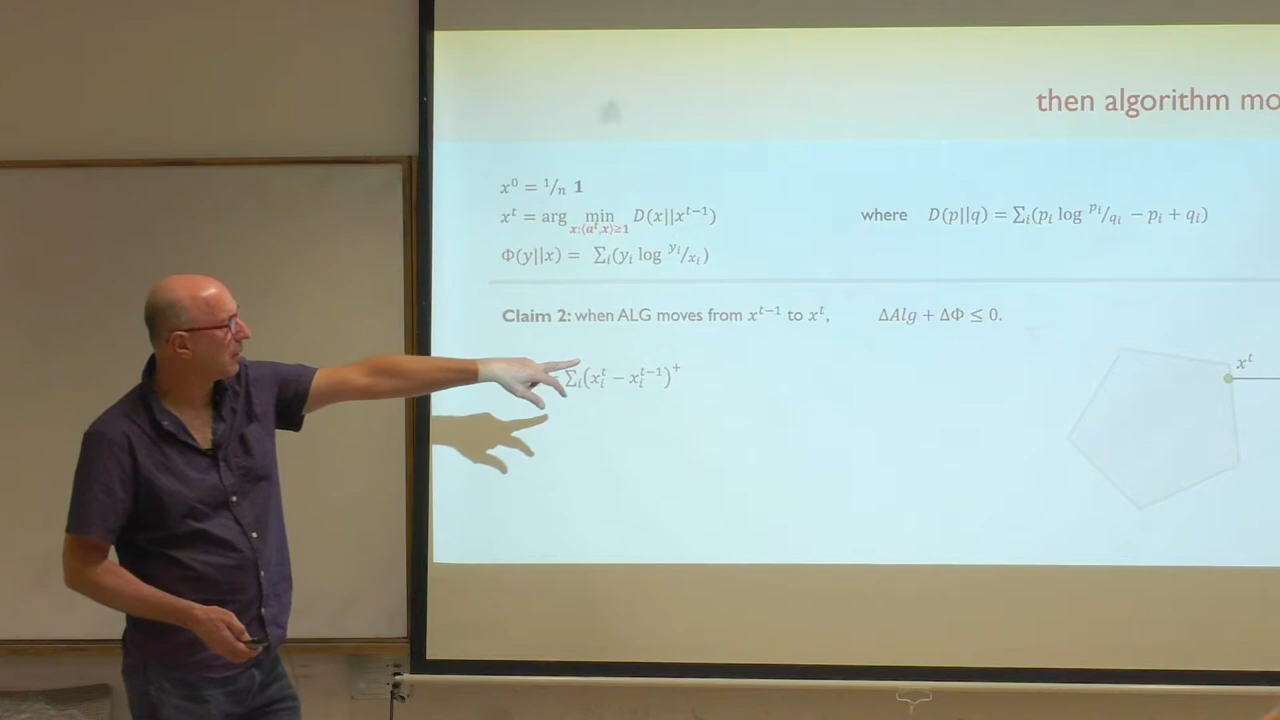 then algorithm mo
x⁰ = ¹/ₙ 𝟏
xᵗ = arg min_{x:⟨aᵗ,x⟩≥1} D(x||xᵗ⁻¹) where D(p||q) = ∑ᵢ(pᵢ log ᵖⁱ/qᵢ − pᵢ + qᵢ)
Φ(y||x) = ∑ᵢ(yᵢ log ʸⁱ/xᵢ)
Claim 2: when ALG moves from xᵗ⁻¹ to xᵗ, ΔAlg + ΔΦ ≤ 0.
xᵗ
∑ᵢ(xᵢᵗ − xᵢᵗ⁻¹)⁺